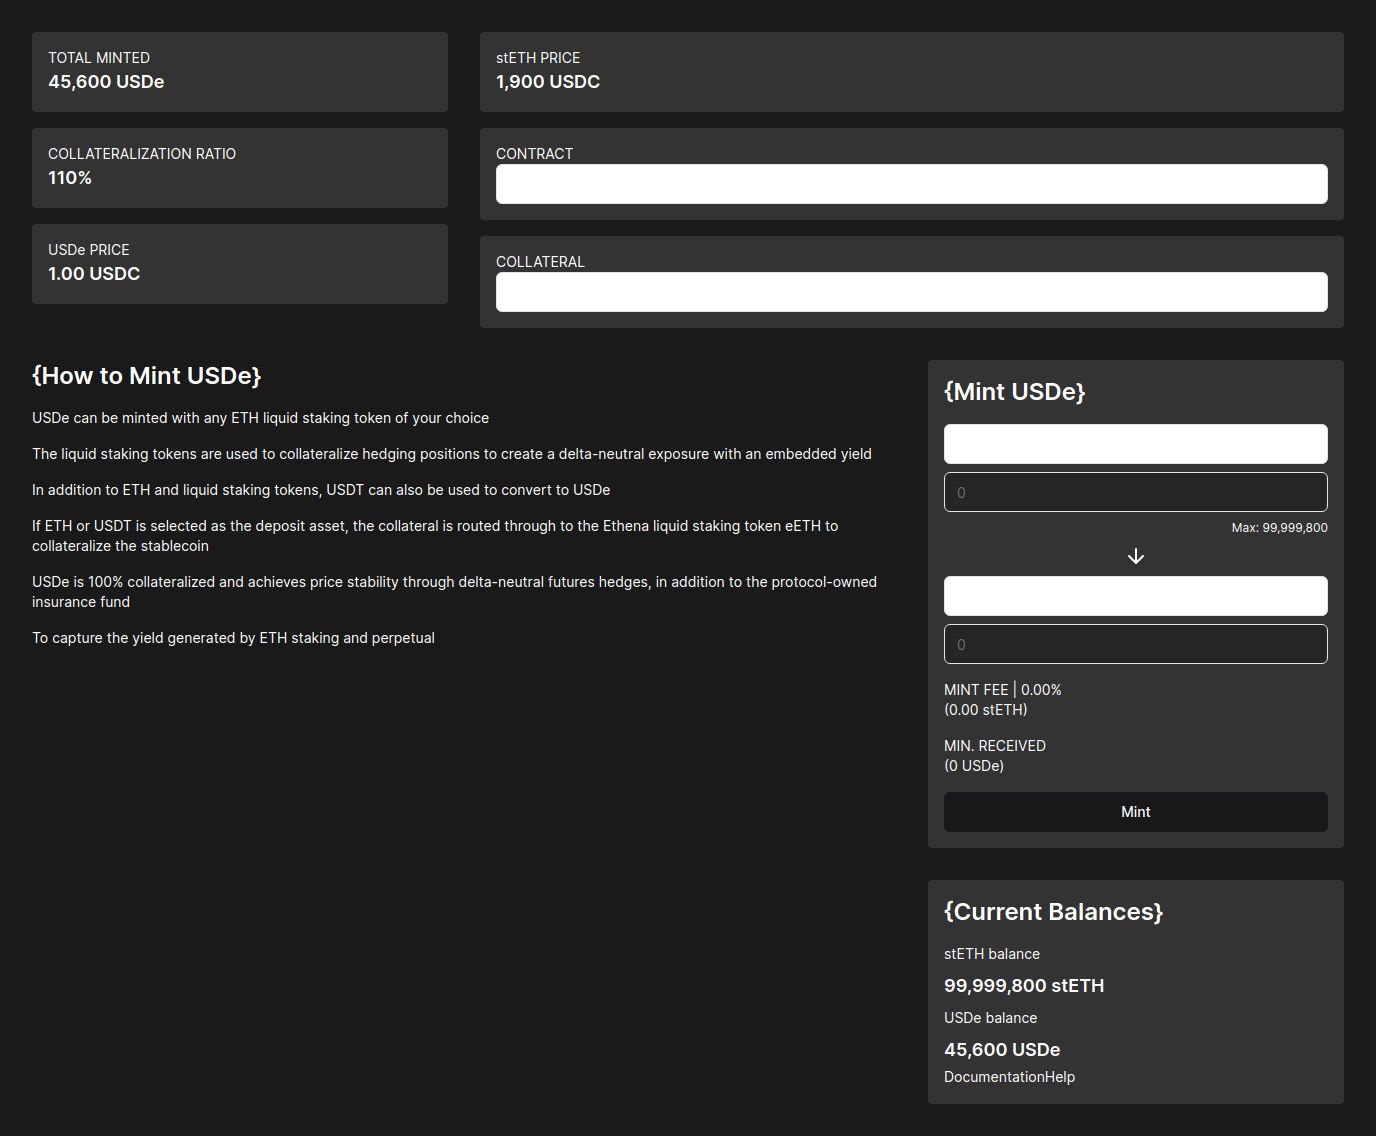 TOTAL MINTED
45,600 USDe
stETH PRICE
1,900 USDC
COLLATERALIZATION RATIO
110%
CONTRACT
USDe PRICE
1.00 USDC
COLLATERAL
{How to Mint USDe}
USDe can be minted with any ETH liquid staking token of your choice
The liquid staking tokens are used to collateralize hedging positions to create a delta-neutral exposure with an embedded yield
In addition to ETH and liquid staking tokens, USDT can also be used to convert to USDe
If ETH or USDT is selected as the deposit asset, the collateral is routed through to the Ethena liquid staking token eETH to
collateralize the stablecoin
USDe is 100% collateralized and achieves price stability through delta-neutral futures hedges, in addition to the protocol-owned
insurance fund
To capture the yield generated by ETH staking and perpetual
{Mint USDe}
0
Max: 99,999,800
0
MINT FEE | 0.00%
(0.00 stETH)
MIN. RECEIVED
(0 USDe)
Mint
{Current Balances}
stETH balance
99,999,800 stETH
USDe balance
45,600 USDe
DocumentationHelp